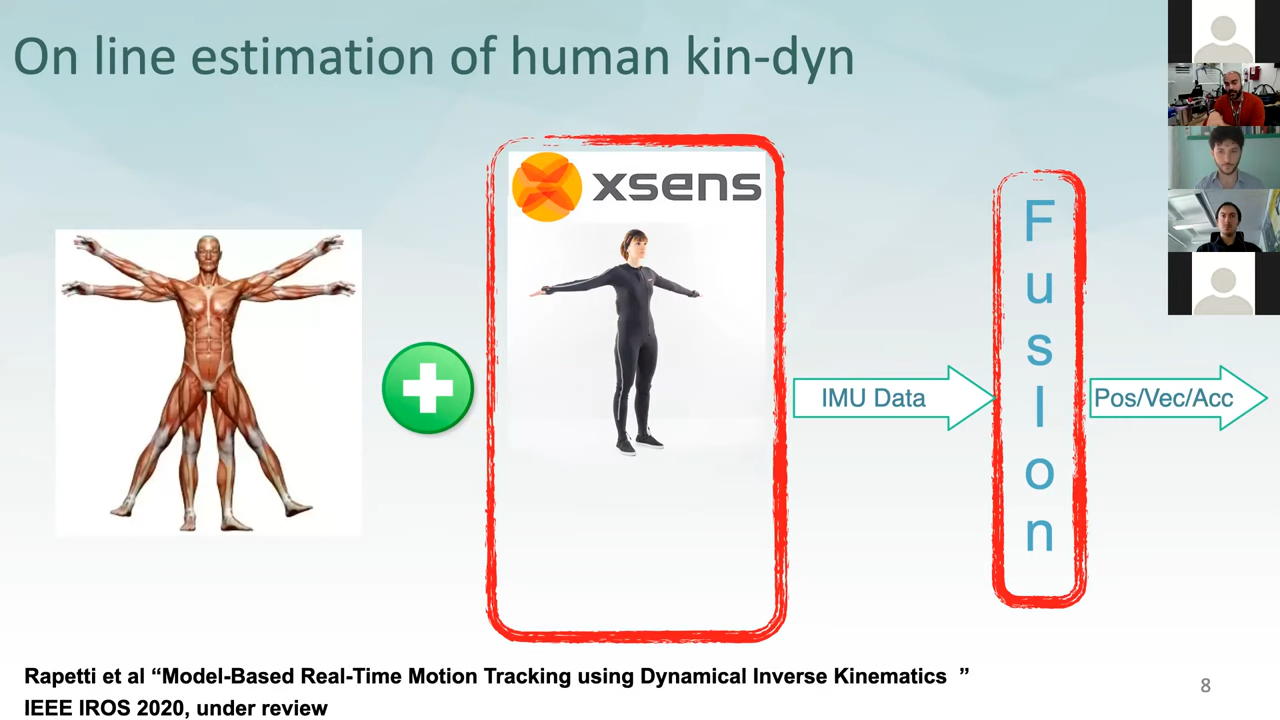 On line estimation of human kin-dyn
xsens
IMU Data
F
u
s
I
o
n
Pos/Vec/Acc
Rapetti et al “Model-Based Real-Time Motion Tracking using Dynamical Inverse Kinematics  ”
IEEE IROS 2020, under review
8